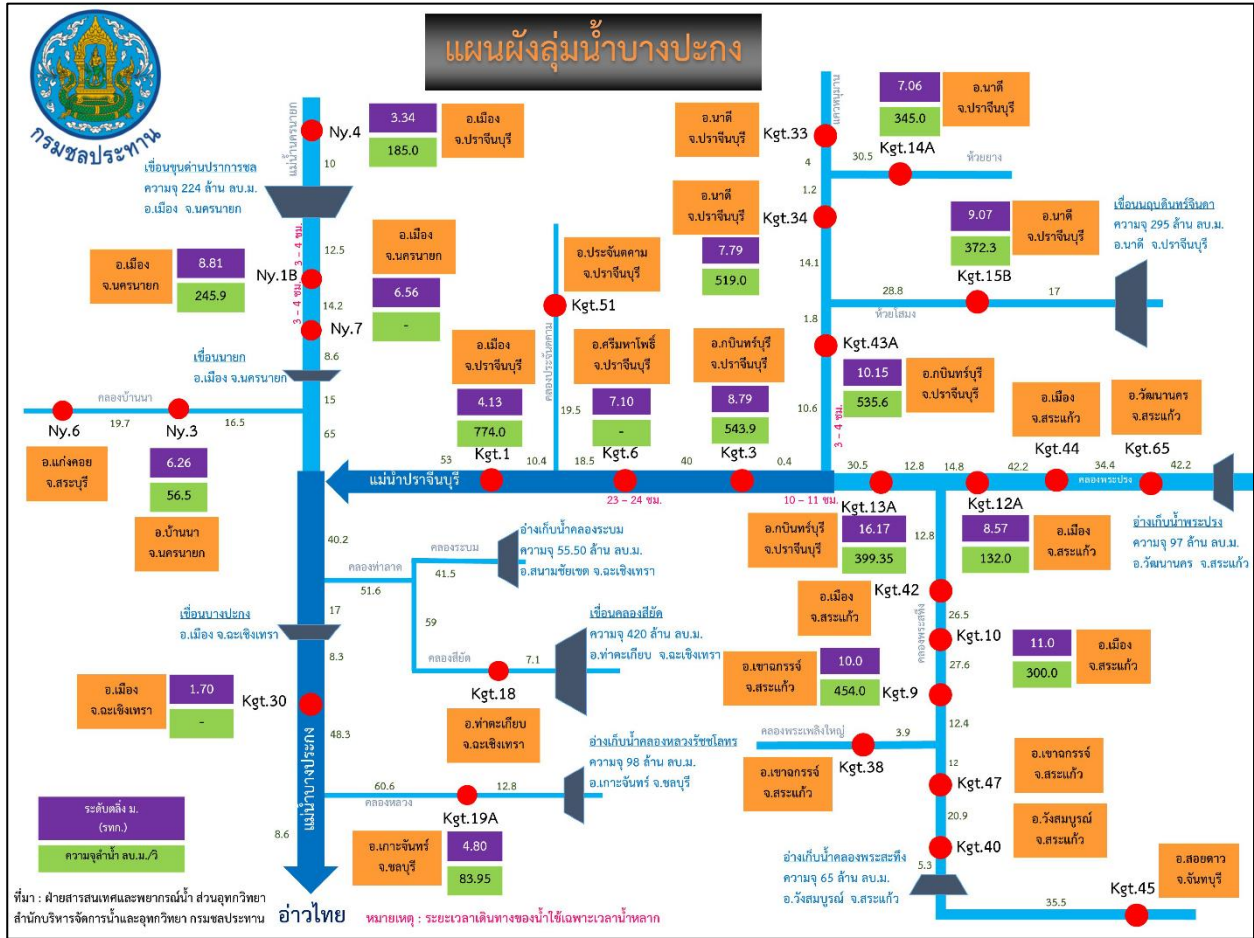 แผนผังลุ่มน้ำบางปะกง
กรมชลประทาน
แม่น้ำนครนายก
10
Ny.4
3.34
185.0
อ.เมือง
จ.ปราจีนบุรี
เขื่อนขุนด่านปราการชล
ความจุ 224 ล้าน ลบ.ม.
อ.เมือง จ.นครนายก
3 – 4 ชม.
12.5
อ.เมือง
จ.นครนายก
8.81
245.9
Ny.1B
3 – 4 ชม.
14.2
Ny.7
อ.เมือง
จ.นครนายก
6.56
-
8.6
เขื่อนนายก
อ.เมือง จ.นครนายก
15
คลองบ้านนา
19.7
16.5
65
Ny.6
Ny.3
อ.แก่งคอย
จ.สระบุรี
6.26
56.5
อ.บ้านนา
จ.นครนายก
แควหนุมาน
อ.นาดี
จ.ปราจีนบุรี
Kgt.33
7.06
345.0
อ.นาดี
จ.ปราจีนบุรี
4
30.5
Kgt.14A
ห้วยยาง
1.2
อ.นาดี
จ.ปราจีนบุรี
Kgt.34
7.79
519.0
14.1
9.07
372.3
อ.นาดี
จ.ปราจีนบุรี
Kgt.15B
เขื่อนนฤบดินทร์จินดา
ความจุ 295 ล้าน ลบ.ม.
อ.นาดี จ.ปราจีนบุรี
28.8
17
ห้วยโสมง
1.8
Kgt.43A
10.15
535.6
อ.กบินทร์บุรี
จ.ปราจีนบุรี
10.6
3 – 4 ชม.
อ.ประจันตคาม
จ.ปราจีนบุรี
Kgt.51
คลองประจันตคาม
19.5
อ.เมือง
จ.ปราจีนบุรี
4.13
774.0
Kgt.1
อ.ศรีมหาโพธิ์
จ.ปราจีนบุรี
7.10
-
Kgt.6
อ.กบินทร์บุรี
จ.ปราจีนบุรี
8.79
543.9
Kgt.3
แม่น้ำปราจีนบุรี
53
10.4
18.5
40
0.4
23 – 24 ชม.
10 – 11 ชม.
30.5
12.8
14.8
42.2
34.4
42.2
อ.เมือง
จ.สระแก้ว
Kgt.44
อ.วัฒนานคร
จ.สระแก้ว
Kgt.65
คลองพระปรง
Kgt.13A
อ.กบินทร์บุรี
จ.ปราจีนบุรี
16.17
399.35
Kgt.12A
8.57
132.0
อ.เมือง
จ.สระแก้ว
อ่างเก็บน้ำพระปรง
ความจุ 97 ล้าน ลบ.ม.
อ.วัฒนานคร จ.สระแก้ว
12.8
อ.เมือง
จ.สระแก้ว
Kgt.42
คลองพระสทึง
26.5
Kgt.10
11.0
300.0
อ.เมือง
จ.สระแก้ว
27.6
อ.เขาฉกรรจ์
จ.สระแก้ว
10.0
454.0
Kgt.9
12.4
คลองพระเพลิงใหญ่
3.9
Kgt.38
อ.เขาฉกรรจ์
จ.สระแก้ว
12
Kgt.47
อ.เขาฉกรรจ์
จ.สระแก้ว
20.9
Kgt.40
อ.วังสมบูรณ์
จ.สระแก้ว
5.3
อ่างเก็บน้ำคลองพระสะทึง
ความจุ 65 ล้าน ลบ.ม.
อ.วังสมบูรณ์ จ.สระแก้ว
35.5
Kgt.45
อ.สอยดาว
จ.จันทบุรี
40.2
คลองท่าลาด
51.6
คลองระบม
41.5
อ่างเก็บน้ำคลองระบม
ความจุ 55.50 ล้าน ลบ.ม.
อ.สนามชัยเขต จ.ฉะเชิงเทรา
59
คลองสียัด
7.1
Kgt.18
อ.ท่าตะเกียบ
จ.ฉะเชิงเทรา
เขื่อนคลองสียัด
ความจุ 420 ล้าน ลบ.ม.
อ.ท่าตะเกียบ จ.ฉะเชิงเทรา
17
เขื่อนบางปะกง
อ.เมือง จ.ฉะเชิงเทรา
8.3
อ.เมือง
จ.ฉะเชิงเทรา
1.70
-
Kgt.30
48.3
แม่น้ำบางประกง
60.6
12.8
คลองหลวง
Kgt.19A
อ.เกาะจันทร์
จ.ชลบุรี
4.80
83.95
อ่างเก็บน้ำคลองหลวงรัชชโลทร
ความจุ 98 ล้าน ลบ.ม.
อ.เกาะจันทร์ จ.ชลบุรี
8.6
ระดับตลิ่ง ม.
(รทก.)
ความจุลำน้ำ ลบ.ม./วิ
ที่มา : ฝ่ายสารสนเทศและพยากรณ์น้ำ ส่วนอุทกวิทยา
สำนักบริหารจัดการน้ำและอุทกวิทยา กรมชลประทาน
อ่าวไทย
หมายเหตุ : ระยะเวลาเดินทางของน้ำใช้เฉพาะเวลาน้ำหลาก